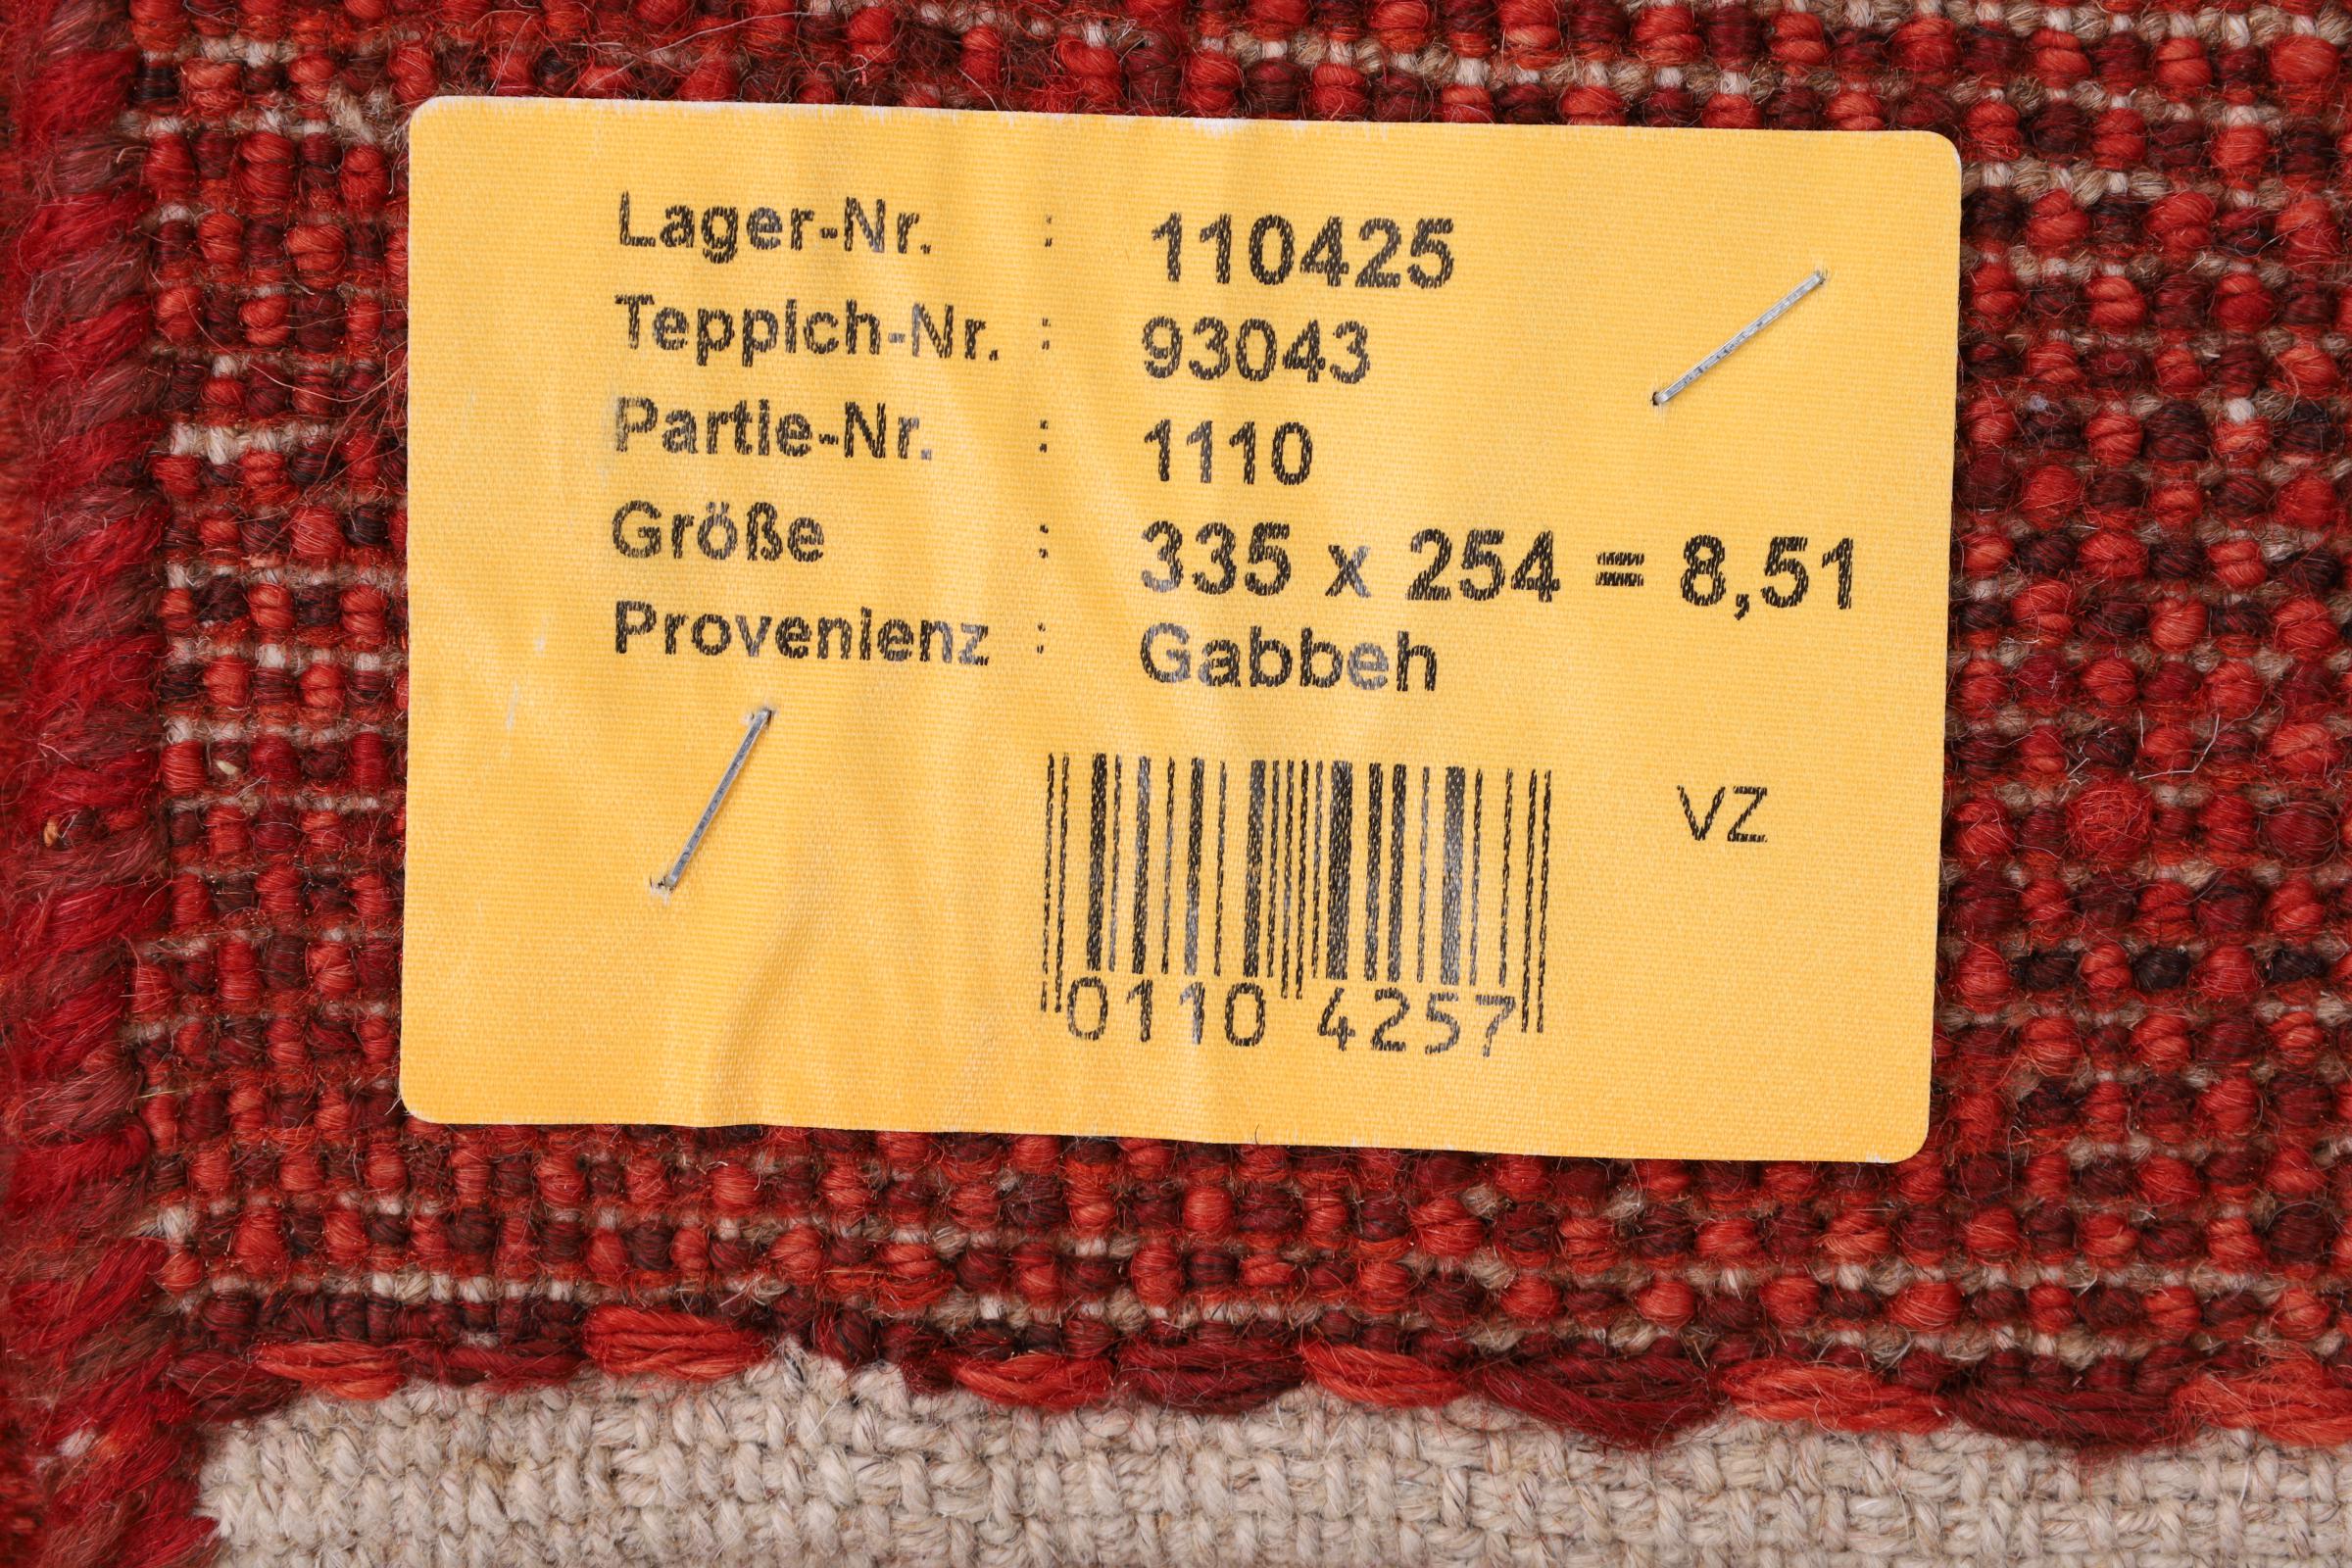 Lager-Nr. : 110425
Teppich-Nr. : 93043
Partie-Nr. : 1110
Größe : 335 x 254 = 8,51
Provenienz : Gabbeh
VZ
0110 4257